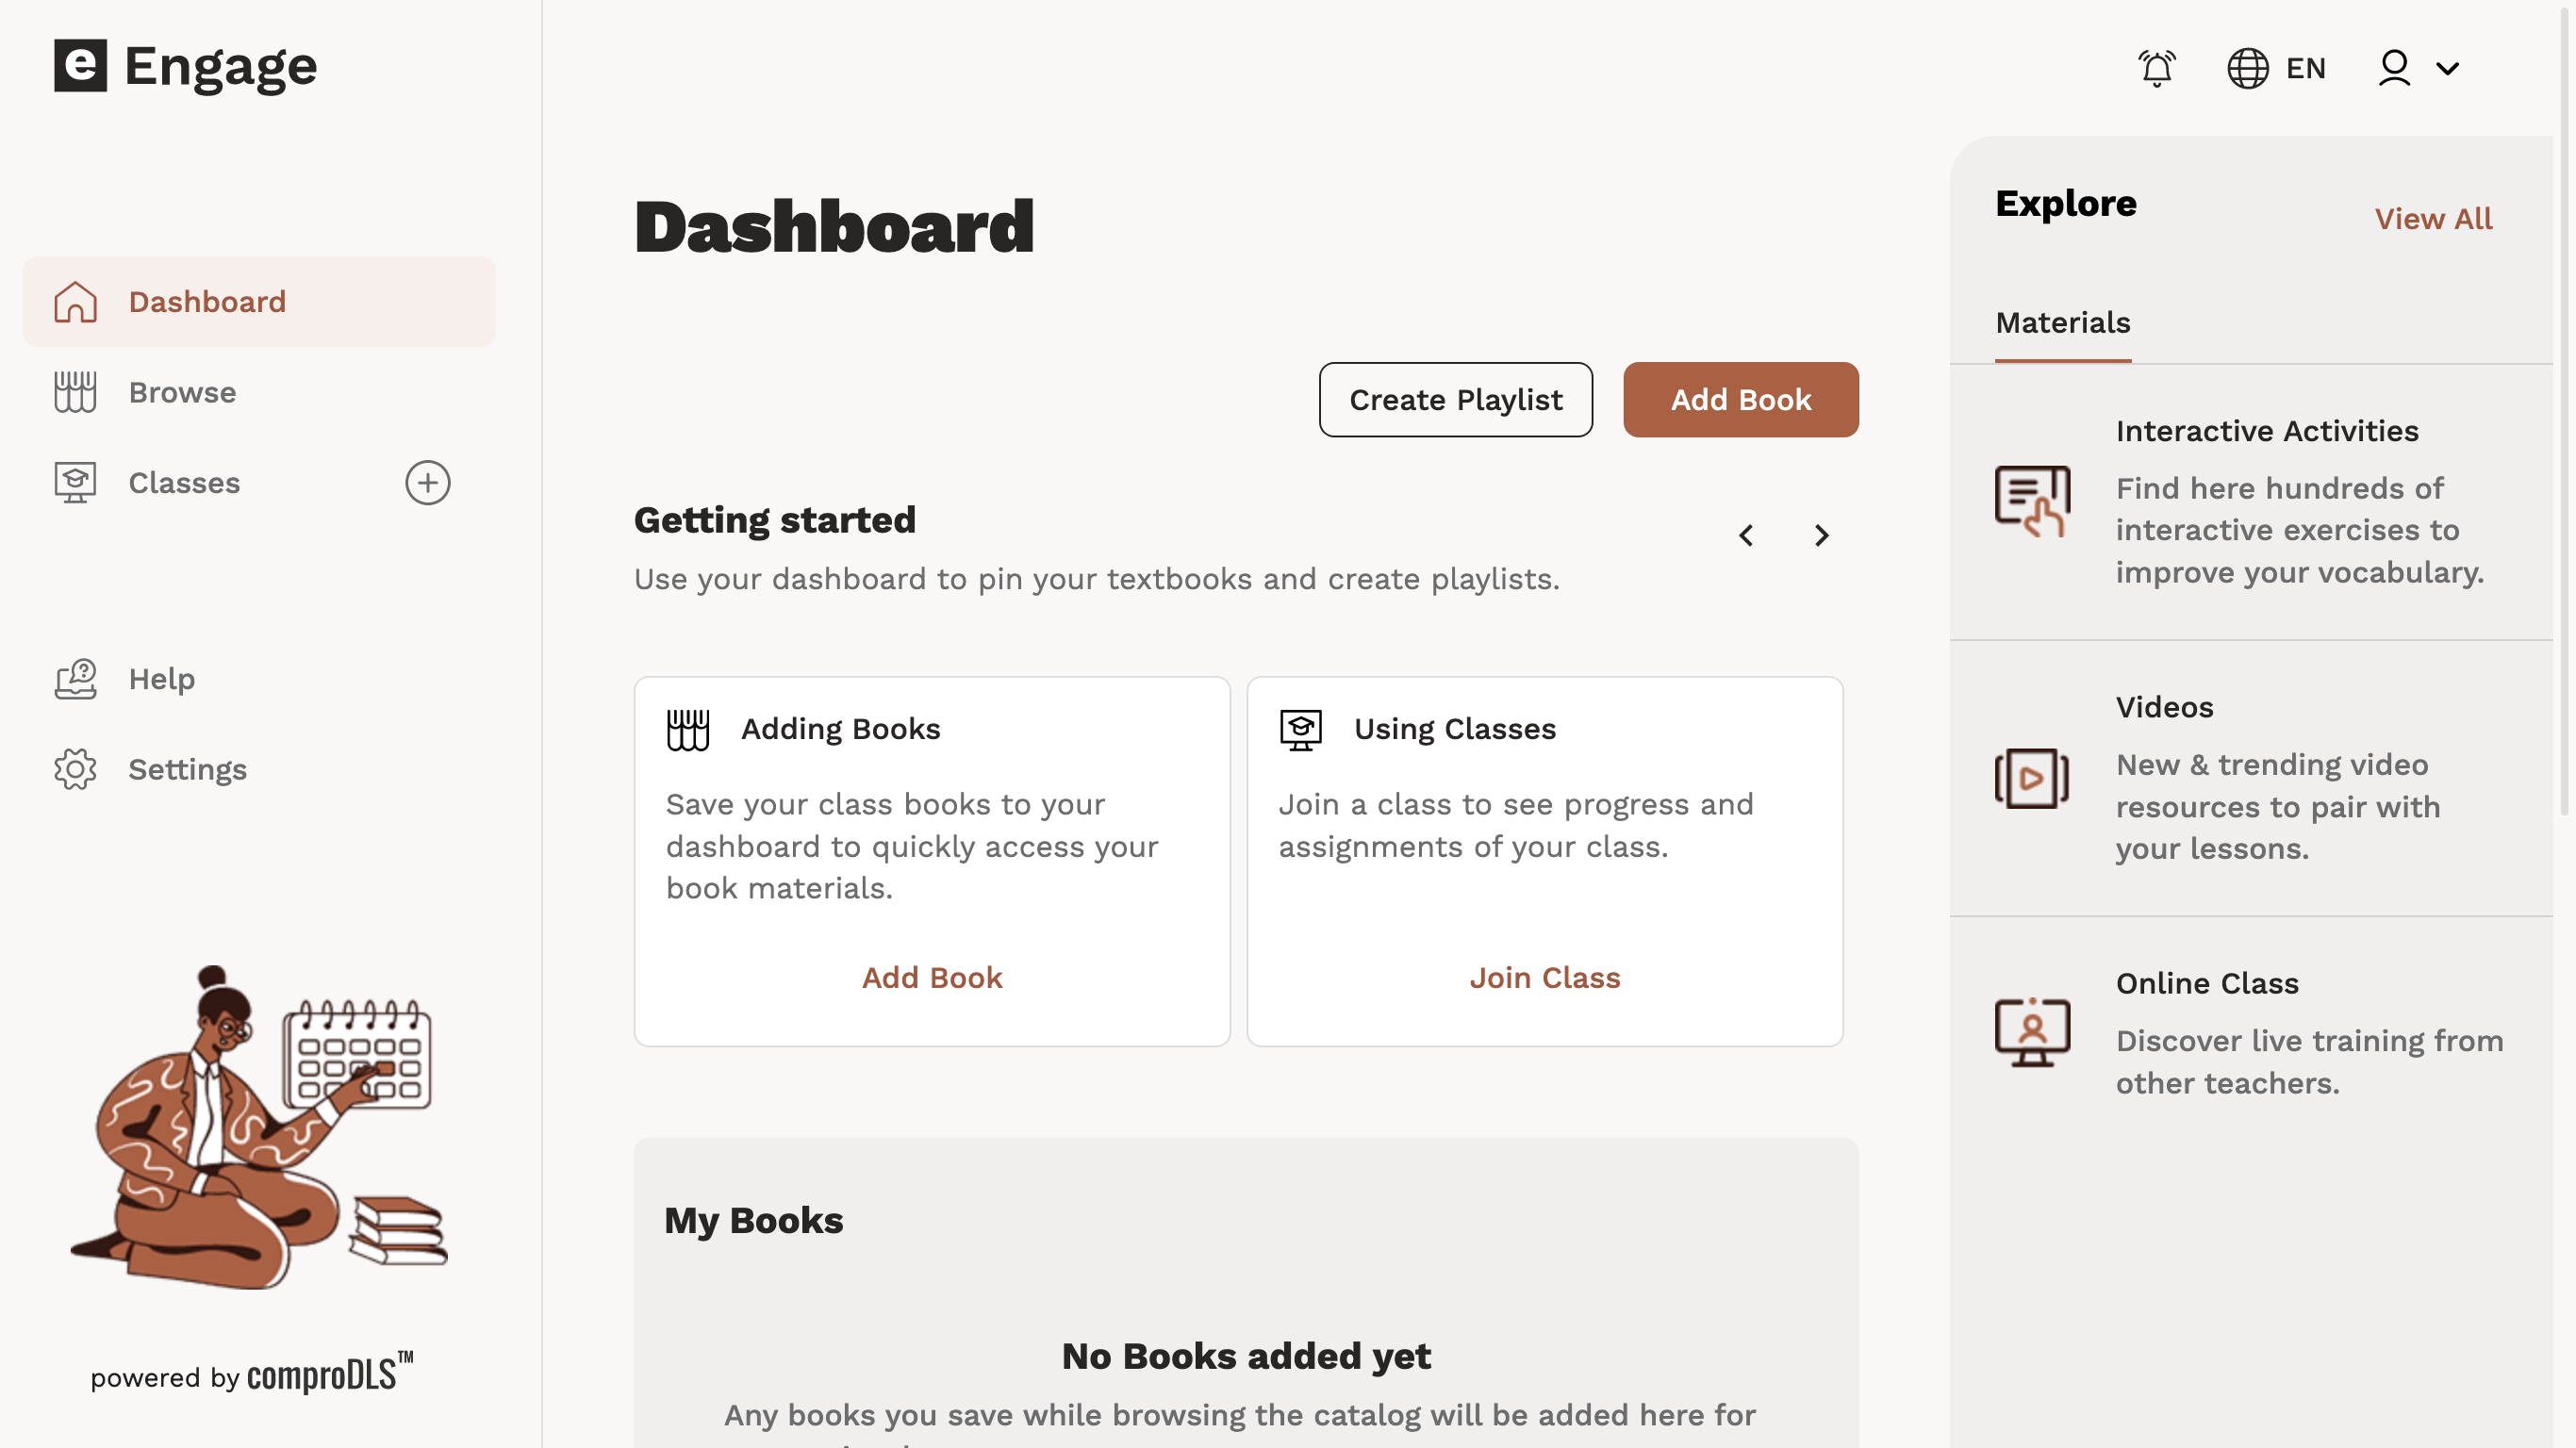 e Engage
EN
Dashboard
Browse
Classes
Help
Settings
powered by comproDLS™
Dashboard
Create Playlist
Add Book
Getting started
Use your dashboard to pin your textbooks and create playlists.
Adding Books
Save your class books to your
dashboard to quickly access your
book materials.
Add Book
Using Classes
Join a class to see progress and
assignments of your class.
Join Class
My Books
No Books added yet
Any books you save while browsing the catalog will be added here for
Explore
View All
Materials
Interactive Activities
Find here hundreds of
interactive exercises to
improve your vocabulary.
Videos
New & trending video
resources to pair with
your lessons.
Online Class
Discover live training from
other teachers.